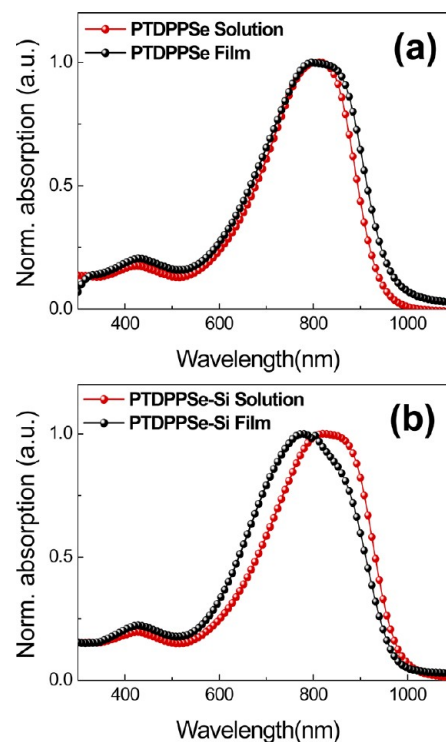 PTDPPSe Solution
PTDPPSe Film
(a)
Norm. absorption (a.u.)
1.0
0.5
0.0
400 600 800 1000
Wavelength(nm)
PTDPPSe-Si Solution
PTDPPSe-Si Film
(b)
Norm. absorption (a.u.)
1.0
0.5
0.0
400 600 800 1000
Wavelength(nm)